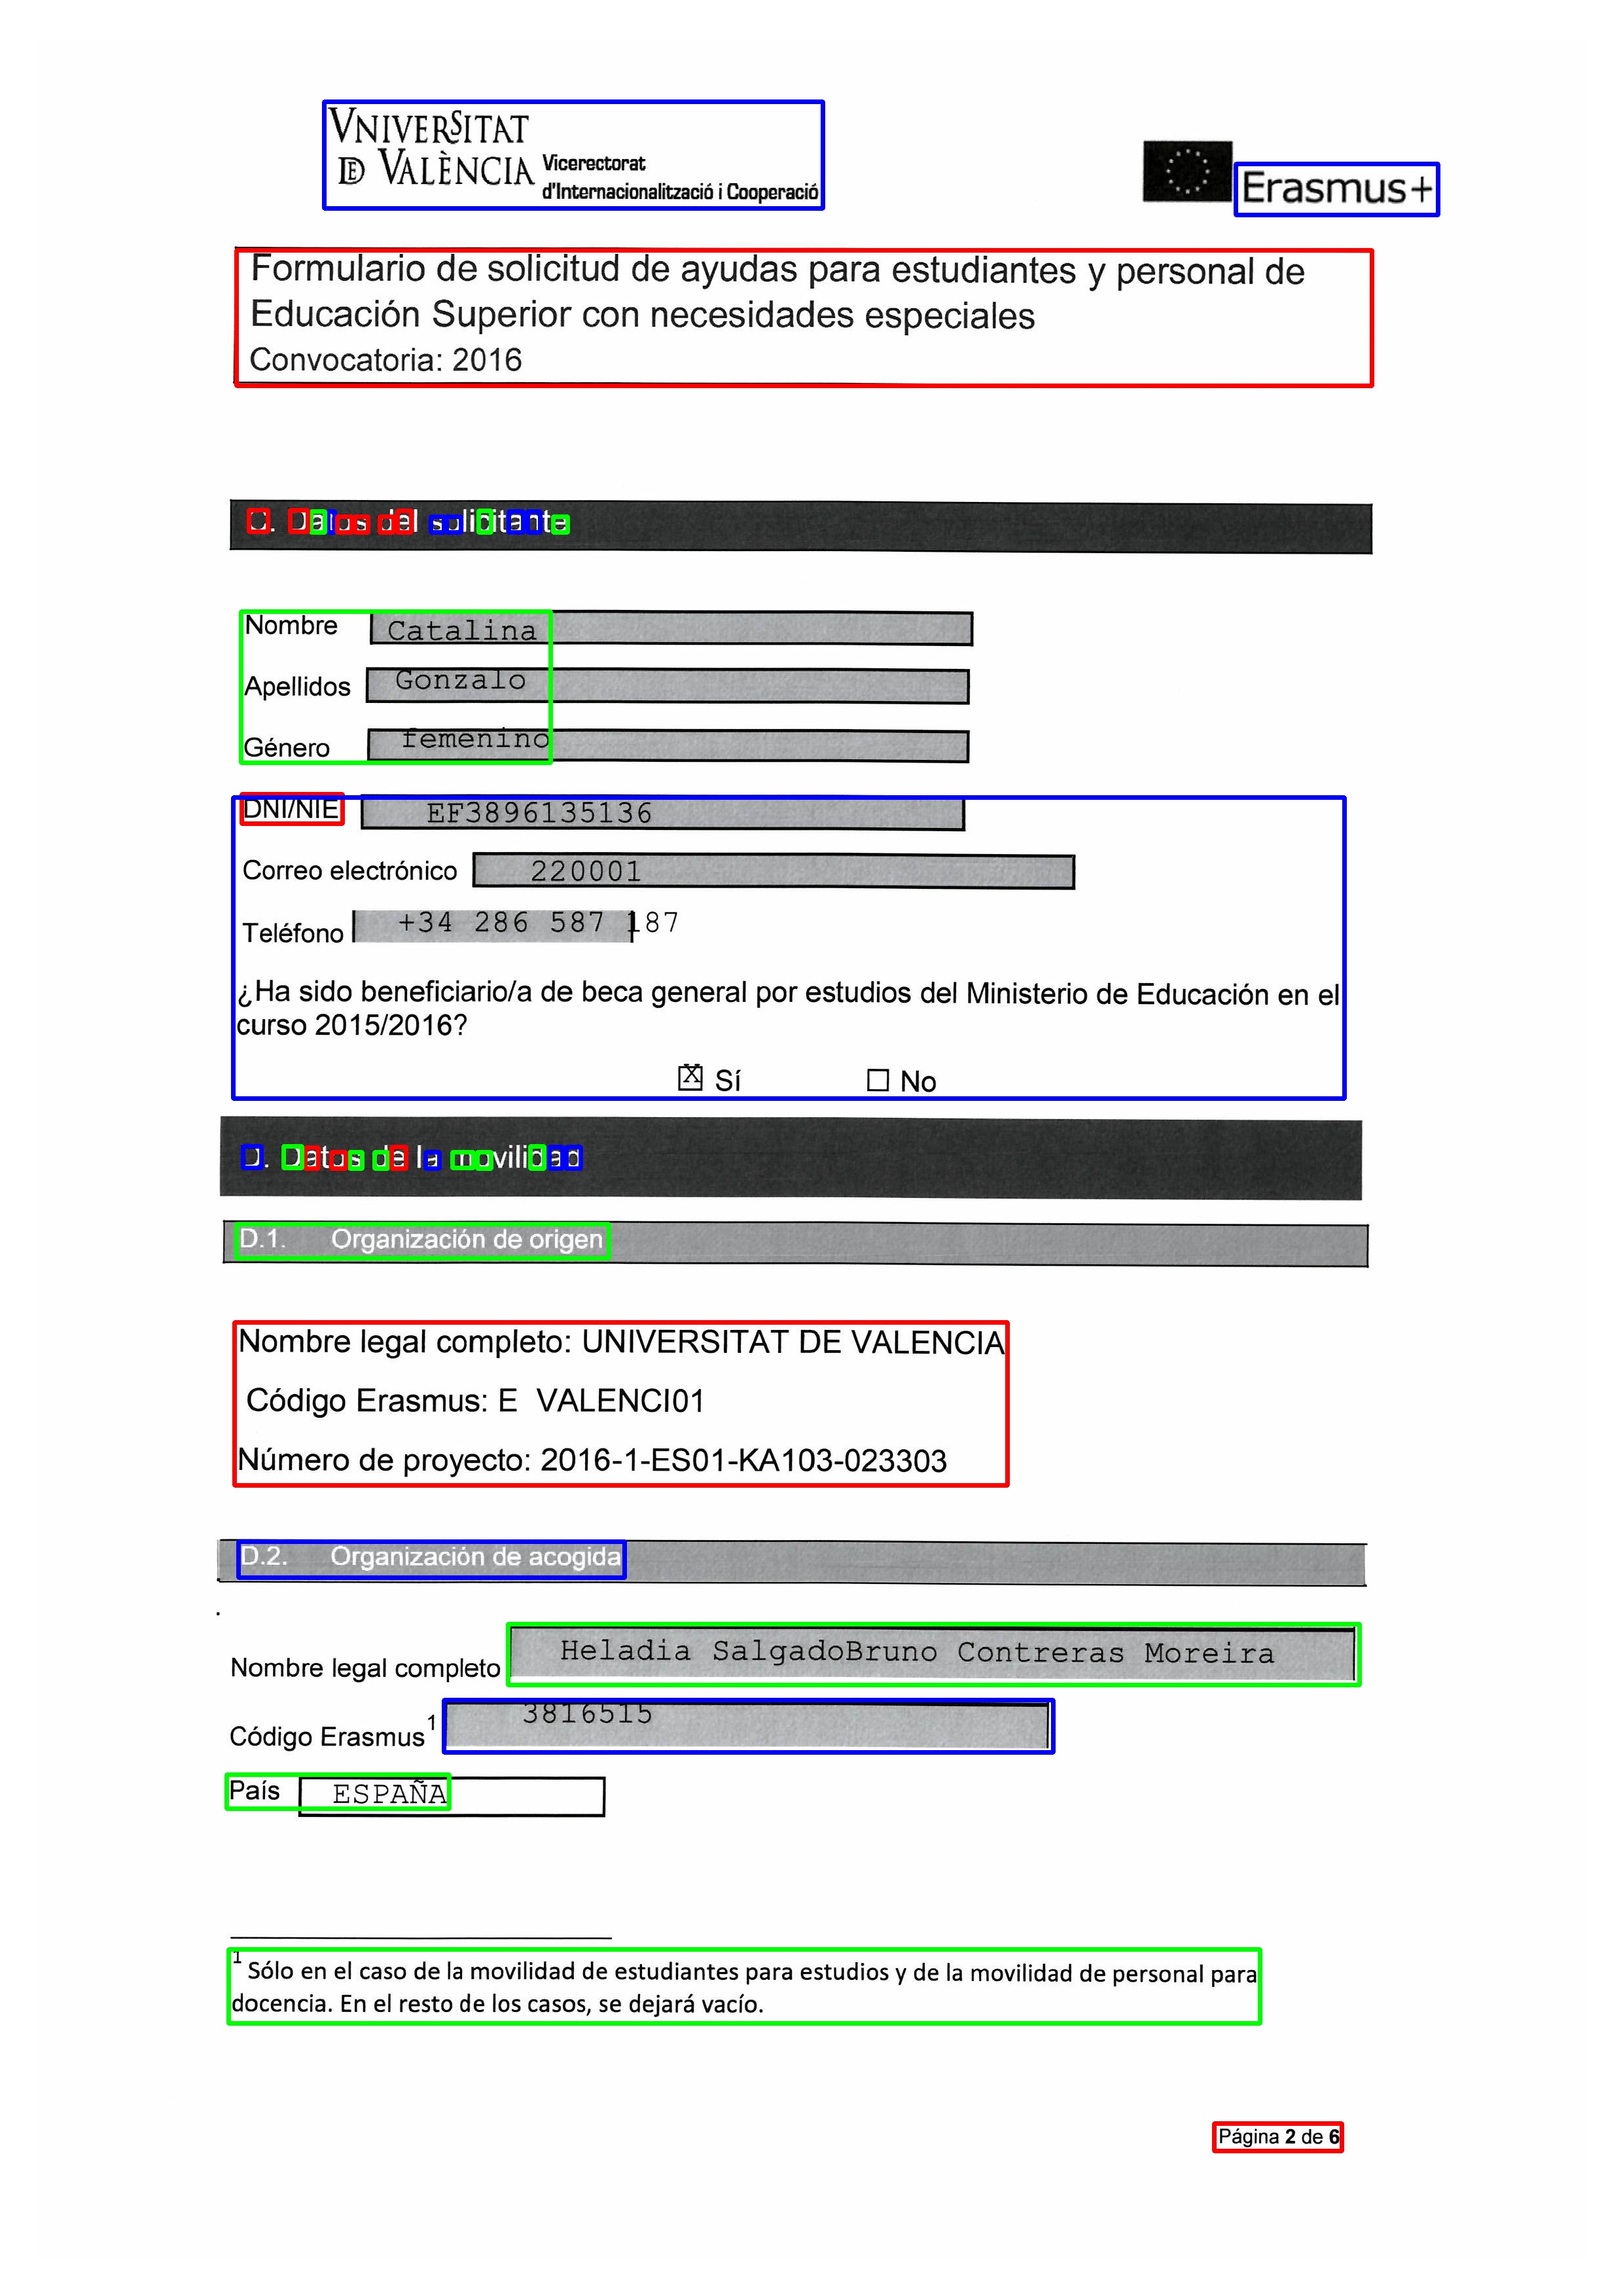 VNIVERSITAT
DE VALÈNCIA Vicerectorat
d'Internacionalització i Cooperació
Erasmus+
Formulario de solicitud de ayudas para estudiantes y personal de
Educación Superior con necesidades especiales
Convocatoria: 2016
C. Datos del solicitante
Nombre Catalina
Apellidos Gonzalo
Género femenino
DNI/NIE EF3896135136
Correo electrónico 220001
Teléfono +34 286 587 187
¿Ha sido beneficiario/a de beca general por estudios del Ministerio de Educación en el
curso 2015/2016?
X Sí No
D. Datos de la movilidad
D.1. Organización de origen
Nombre legal completo: UNIVERSITAT DE VALENCIA
Código Erasmus: E VALENCI01
Número de proyecto: 2016-1-ES01-KA103-023303
D.2. Organización de acogida
Nombre legal completo Heladia SalgadoBruno Contreras Moreira
Código Erasmus1 3816515
País ESPAÑA
1 Sólo en el caso de la movilidad de estudiantes para estudios y de la movilidad de personal para
docencia. En el resto de los casos, se dejará vacío.
Página 2 de 6